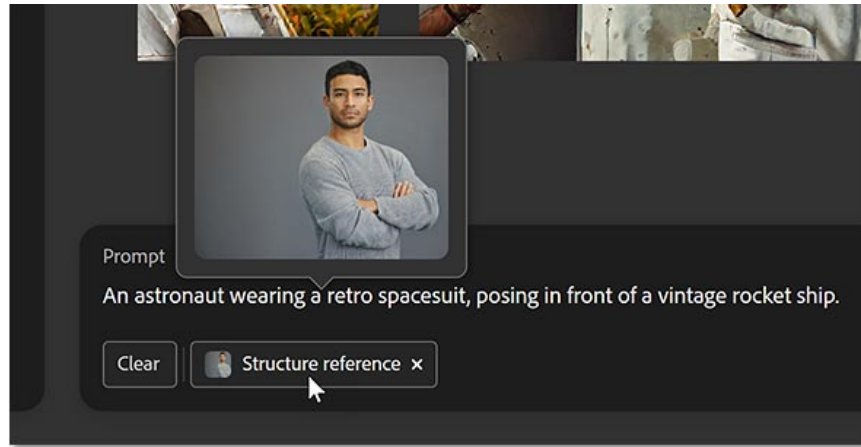 Prompt
An astronaut wearing a retro spacesuit, posing in front of a vintage rocket ship.
Clear
Structure reference ×